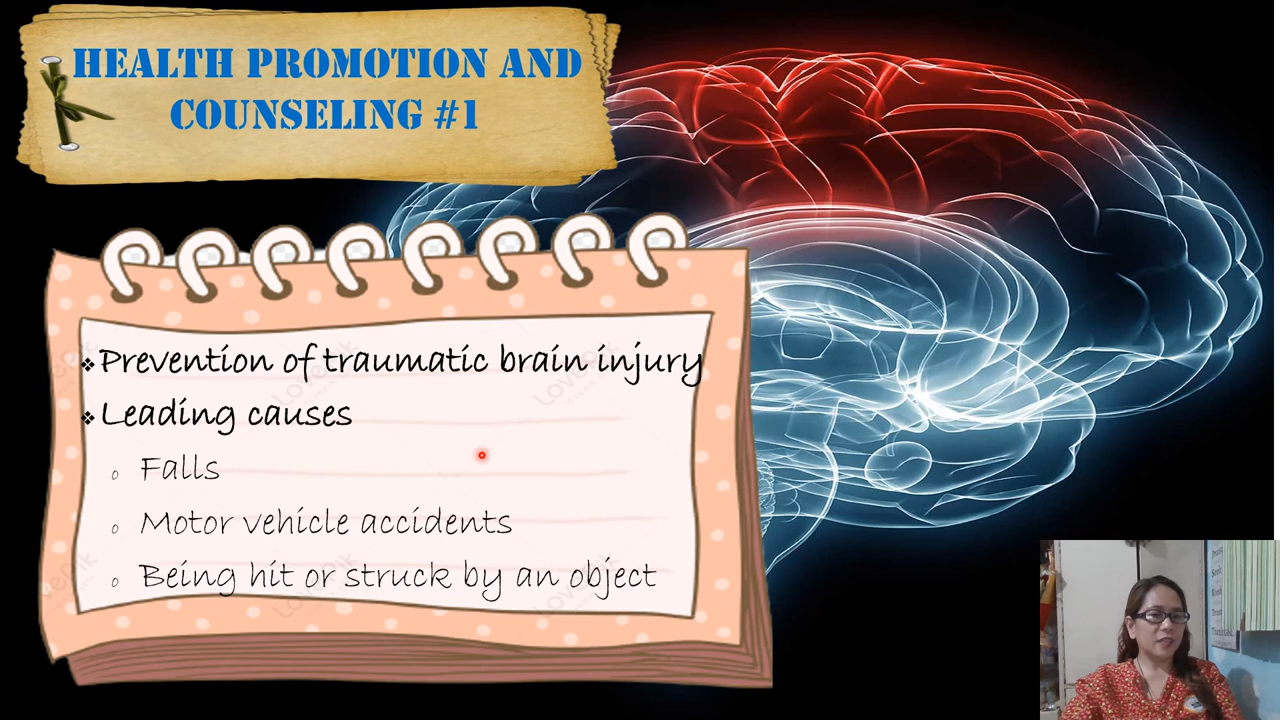 HEALTH PROMOTION AND
COUNSELING #1
❖Prevention of traumatic brain injury
❖Leading causes
o Falls
o Motor vehicle accidents
o Being hit or struck by an object